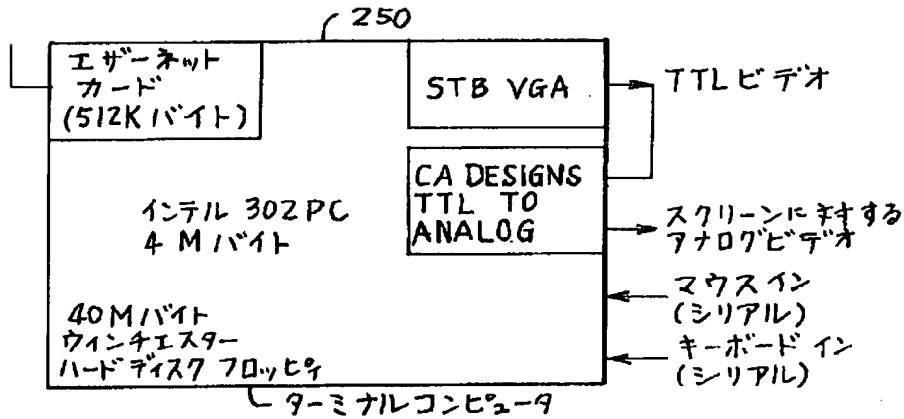 250
エザーネット
カード
(512Kバイト)
STB VGA
TTLビデオ
CA DESIGNS
TTL TO
ANALOG
インテル 302PC
4 Mバイト
スクリーンに対する
アナログビデオ
マウスイン
(シリアル)
40Mバイト
ウィンチェスター
ハードディスク フロッピィ
キーボードイン
(シリアル)
ターミナルコンピュータ